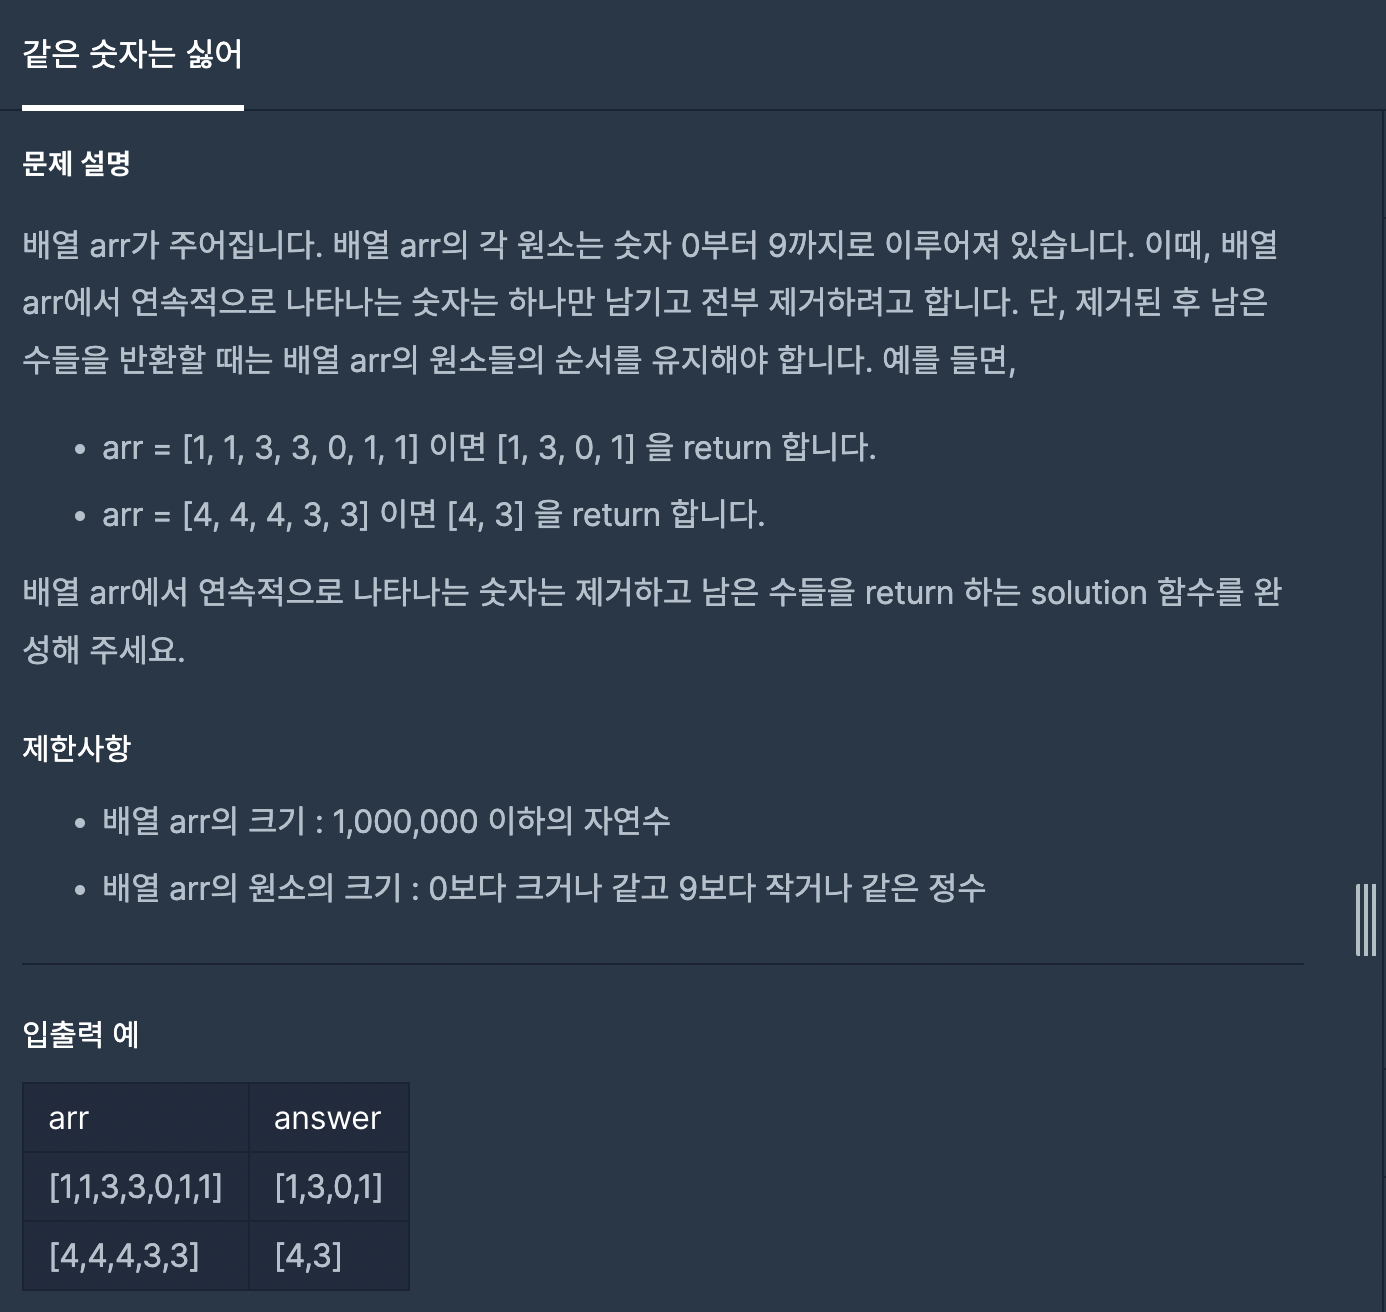 같은 숫자는 싫어
문제 설명
배열 arr가 주어집니다. 배열 arr의 각 원소는 숫자 0부터 9까지로 이루어져 있습니다. 이때, 배열
arr에서 연속적으로 나타나는 숫자는 하나만 남기고 전부 제거하려고 합니다. 단, 제거된 후 남은
수들을 반환할 때는 배열 arr의 원소들의 순서를 유지해야 합니다. 예를 들면,
• arr = [1, 1, 3, 3, 0, 1, 1] 이면 [1, 3, 0, 1] 을 return 합니다.
• arr = [4, 4, 4, 3, 3] 이면 [4, 3] 을 return 합니다.
배열 arr에서 연속적으로 나타나는 숫자는 제거하고 남은 수들을 return 하는 solution 함수를 완
성해 주세요.
제한사항
• 배열 arr의 크기 : 1,000,000 이하의 자연수
• 배열 arr의 원소의 크기 : 0보다 크거나 같고 9보다 작거나 같은 정수
입출력 예
arr answer
[1,1,3,3,0,1,1] [1,3,0,1]
[4,4,4,3,3] [4,3]